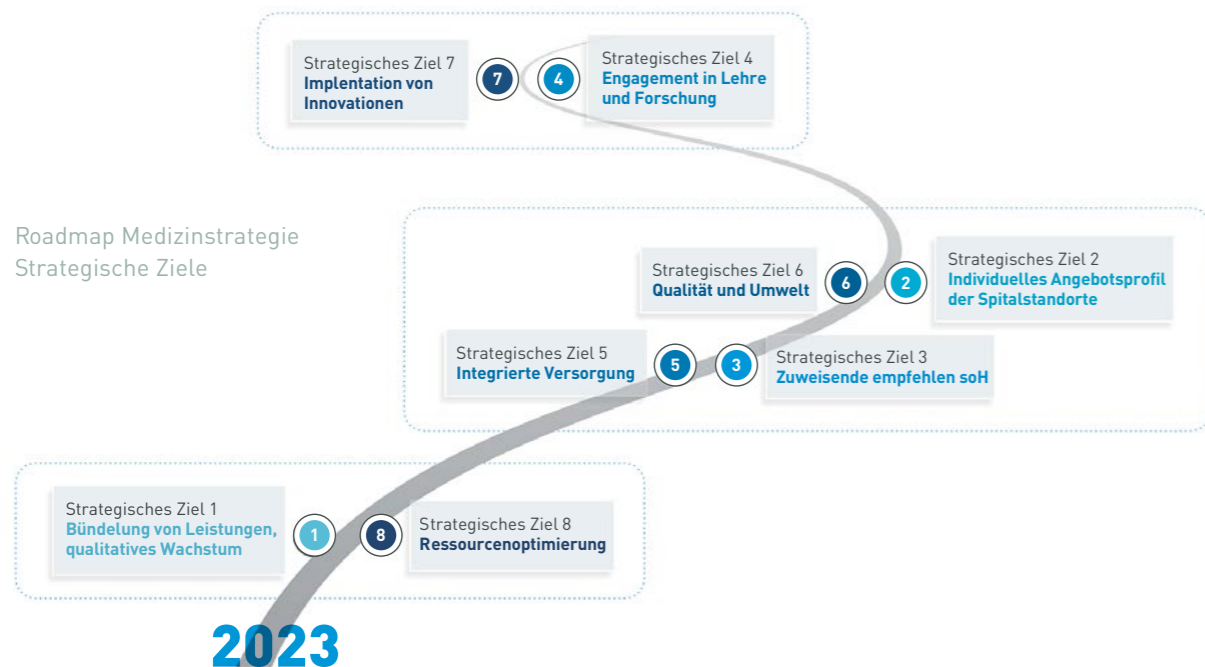 Strategisches Ziel 7
Implentation von
Innovationen
7
4
Strategisches Ziel 4
Engagement in Lehre
und Forschung
Roadmap Medizinstrategie
Strategische Ziele
Strategisches Ziel 6
Qualität und Umwelt
6
2
Strategisches Ziel 2
Individuelles Angebotsprofil
der Spitalstandorte
Strategisches Ziel 5
Integrierte Versorgung
5
3
Strategisches Ziel 3
Zuweisende empfehlen soH
Strategisches Ziel 1
Bündelung von Leistungen,
qualitatives Wachstum
1
8
Strategisches Ziel 8
Ressourcenoptimierung
2023